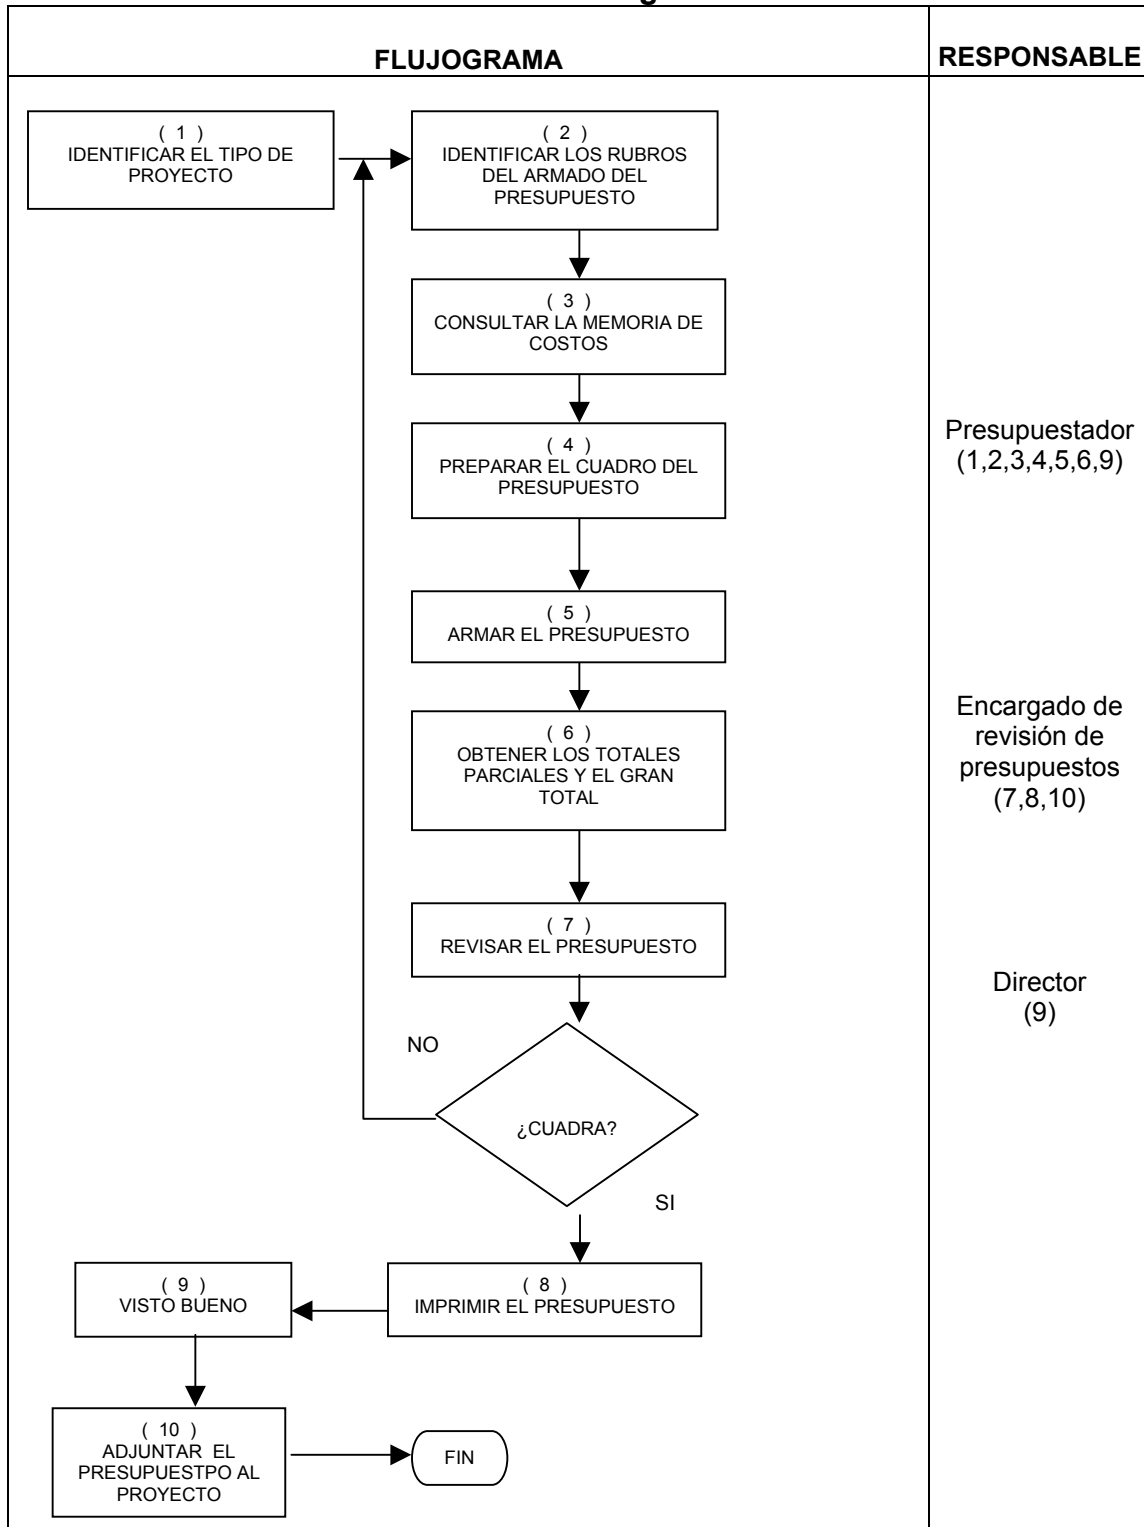 FLUJOGRAMA
RESPONSABLE
( 1 )
IDENTIFICAR EL TIPO DE
PROYECTO
( 2 )
IDENTIFICAR LOS RUBROS
DEL ARMADO DEL
PRESUPUESTO
( 3 )
CONSULTAR LA MEMORIA DE
COSTOS
( 4 )
PREPARAR EL CUADRO DEL
PRESUPUESTO
Presupuestador
(1,2,3,4,5,6,9)
( 5 )
ARMAR EL PRESUPUESTO
( 6 )
OBTENER LOS TOTALES
PARCIALES Y EL GRAN
TOTAL
Encargado de
revisión de
presupuestos
(7,8,10)
( 7 )
REVISAR EL PRESUPUESTO
Director
(9)
NO
¿CUADRA?
SI
( 9 )
VISTO BUENO
( 8 )
IMPRIMIR EL PRESUPUESTO
( 10 )
ADJUNTAR EL
PRESUPUESTPO AL
PROYECTO
FIN